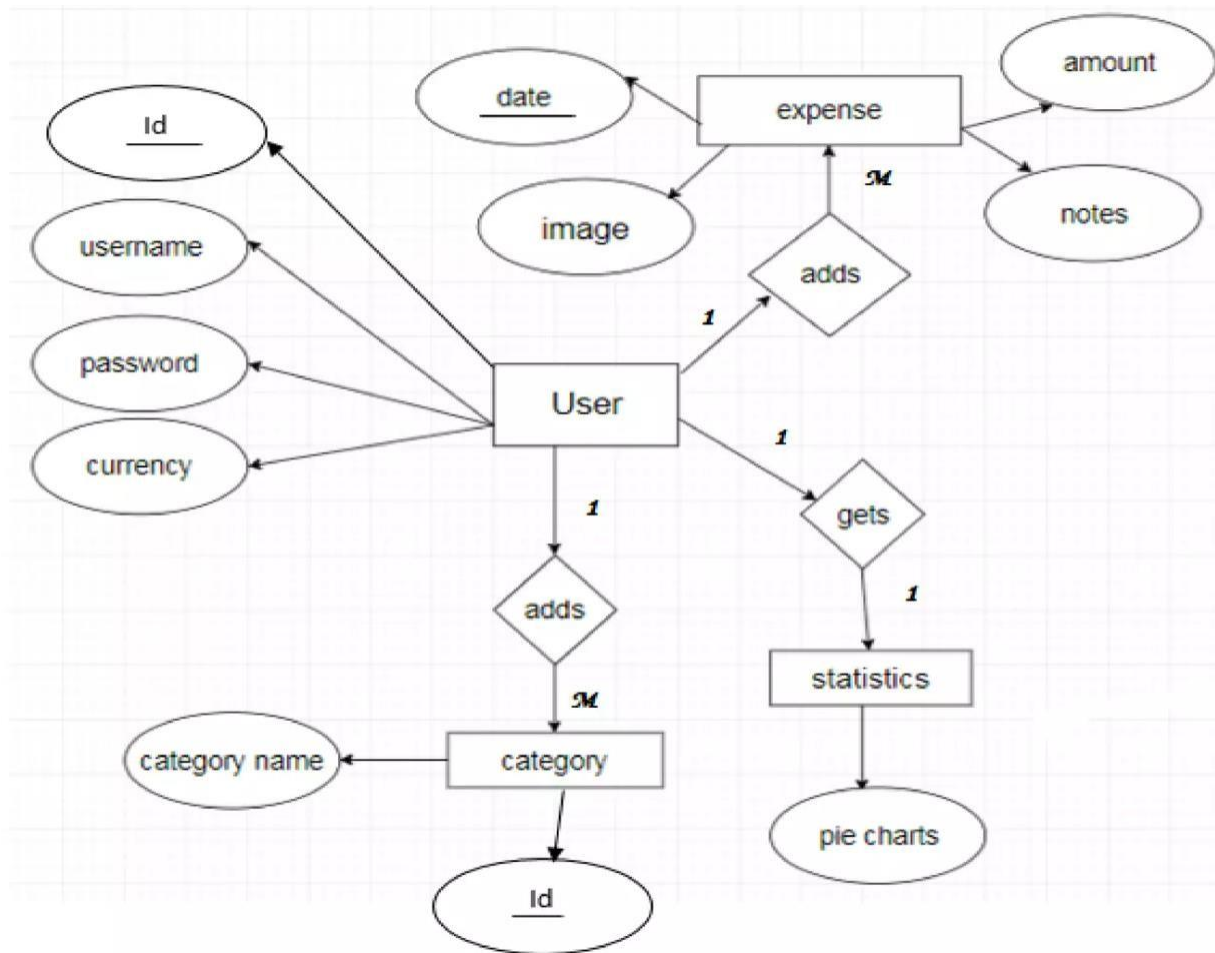 amount
date
expense
Id
M
notes
username
image
adds
1
password
User
currency
1
1
gets
adds
1
statistics
M
category name
category
pie charts
Id